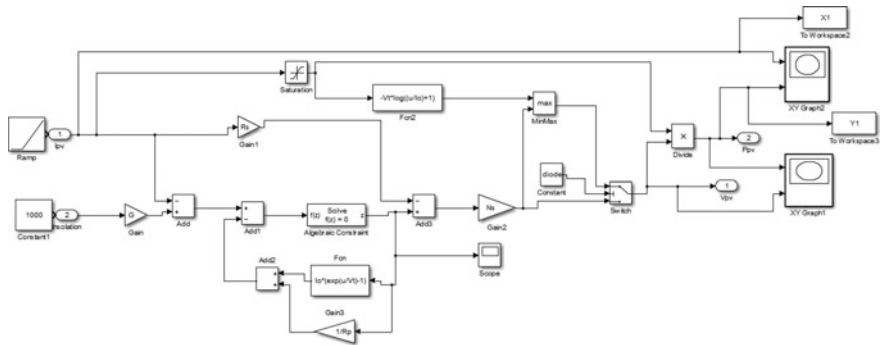 X1
To Workspace2
Saturation
-Vt*log((u/Io)+1)
Fcn2
max
MinMax
XY Graph2
Ramp
1
Ipv
Rs
Gain1
X
Divide
2
Ppv
Y1
To Workspace3
diode
Constant
Switch
1
Vpv
XY Graph1
1000
Constant1
2
Insolation
G
Gain
Add
Add1
f(z)
Solve
f(z) = 0
z
Algebraic Constraint
Add3
Ns
Gain2
Scope
Add2
Fcn
Io*(exp(u/Vt)-1)
Gain3
1/Rp